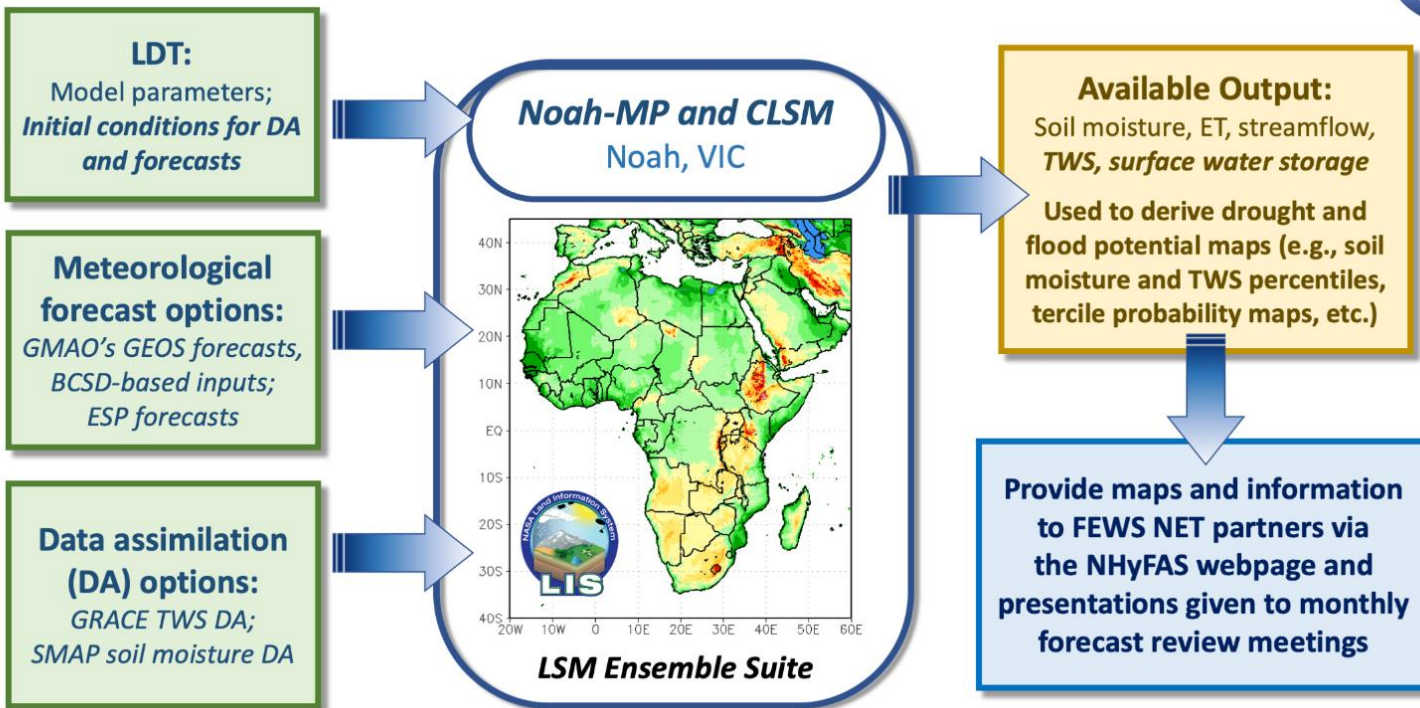 LDT:
Model parameters;
Initial conditions for DA
and forecasts
Meteorological
forecast options:
GMAO's GEOS forecasts,
BCSD-based inputs;
ESP forecasts
Data assimilation
(DA) options:
GRACE TWS DA;
SMAP soil moisture DA
Noah-MP and CLSM
Noah, VIC
40N
30N
20N
10N
EQ
10S
20S
30S
40S
20W 10W 0 10E 20E 30E 40E 50E 60E
NASA Land Information System
LIS
LSM Ensemble Suite
Available Output:
Soil moisture, ET, streamflow,
TWS, surface water storage
Used to derive drought and
flood potential maps (e.g., soil
moisture and TWS percentiles,
tercile probability maps, etc.)
Provide maps and information
to FEWS NET partners via
the NHyFAS webpage and
presentations given to monthly
forecast review meetings